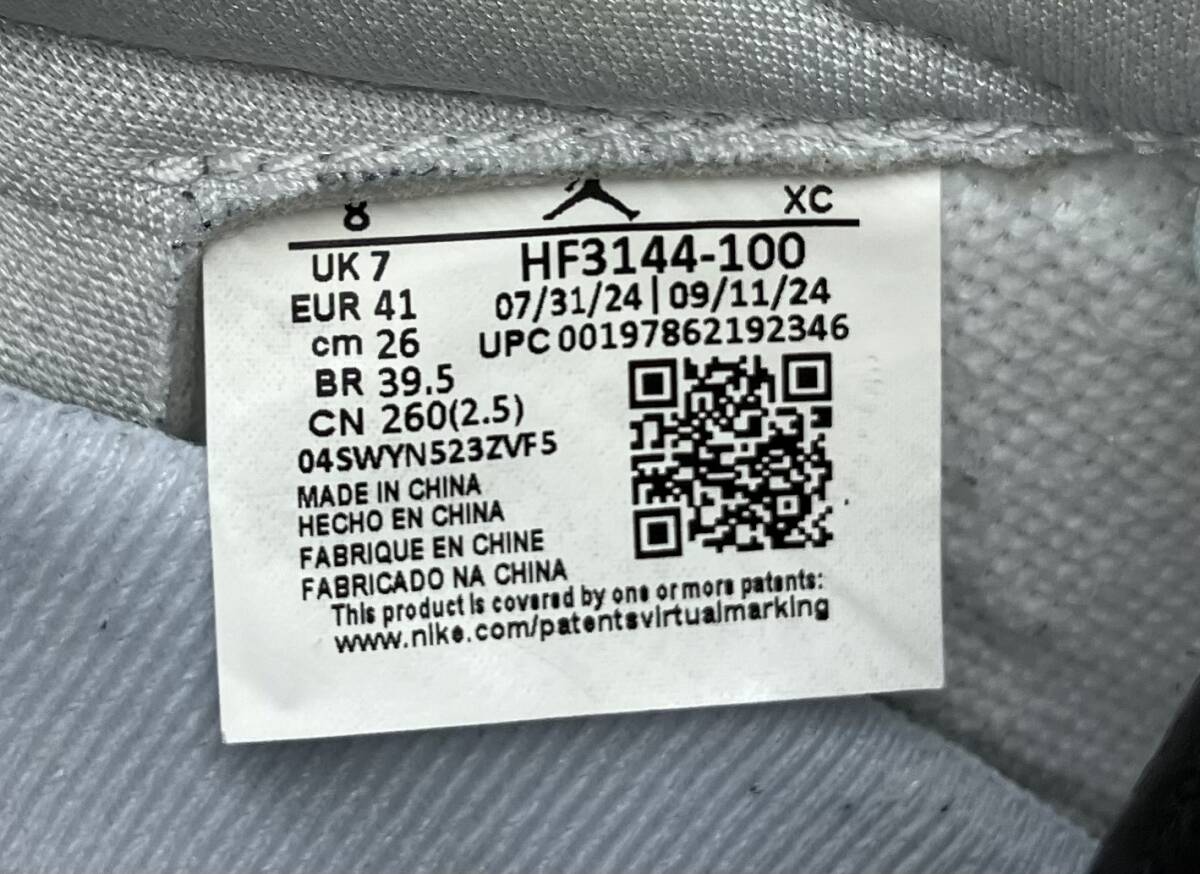 8 XC
UK 7 HF3144-100
EUR 41 07/31/24 | 09/11/24
cm 26 UPC 00197862192346
BR 39.5
CN 260(2.5)
04SWYN523ZVF5
MADE IN CHINA
HECHO EN CHINA
FABRIQUE EN CHINE
FABRICADO NA CHINA
This product is covered by one or more patents:
www.nike.com/patentsvirtualmarking